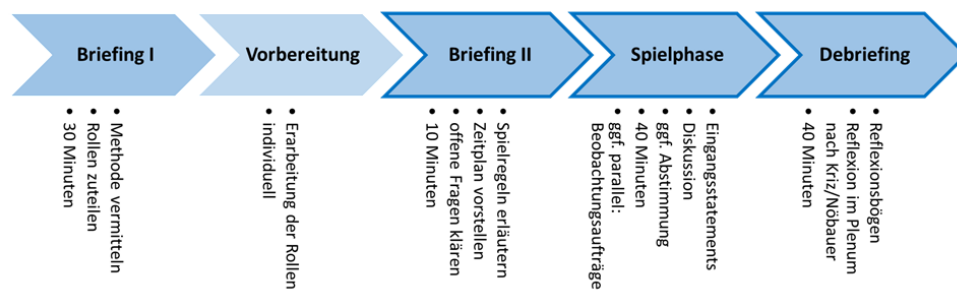 Briefing I
• Methode vermitteln
• Rollen zuteilen
• 30 Minuten
Vorbereitung
• Erarbeitung der Rollen
• individuell
Briefing II
• Spielregeln erläutern
• Zeitplan vorstellen
• offene Fragen klären
• 10 Minuten
Spielphase
• Eingangsstatements
• Diskussion
• ggf. Abstimmung
• 40 Minuten
• ggf. parallel:
Beobachtungsaufträge
Debriefing
• Reflexionsbögen
• Reflexion im Plenum
nach Kriz/Nöbauer
• 40 Minuten